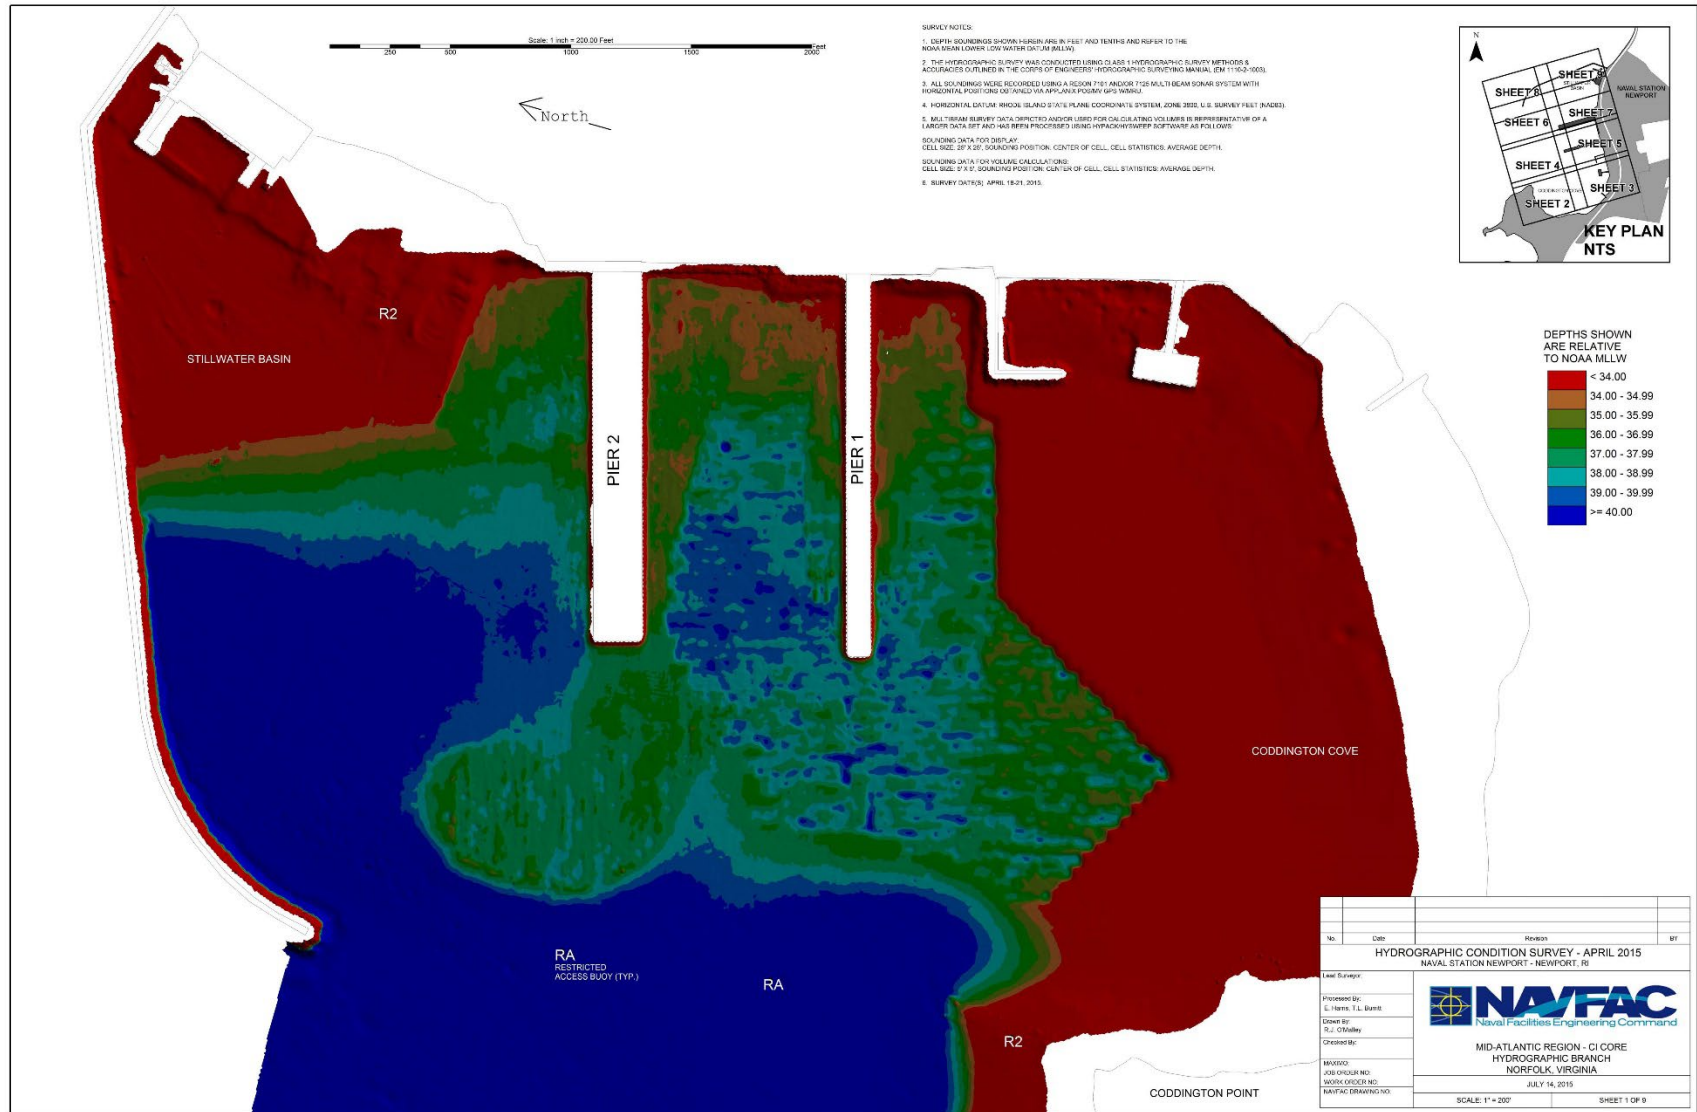 Scale: 1 inch = 200.00 Feet
250 500 1000 1500 2000 Feet
North
SURVEY NOTES:
1. DEPTH SOUNDINGS SHOWN HEREIN ARE IN FEET AND TENTHS AND REFER TO THE
NOAA MEAN LOWER LOW WATER DATUM (MLLW).
2. THE HYDROGRAPHIC SURVEY WAS CONDUCTED USING CLASS 1 HYDROGRAPHIC SURVEY METHODS &
ACCURACIES OUTLINED IN THE CORPS OF ENGINEERS' HYDROGRAPHIC SURVEYING MANUAL (EM 1110-2-1003).
3. ALL SOUNDINGS WERE RECORDED USING A RESON 7101 AND/OR 7125 MULTI-BEAM SONAR SYSTEM WITH
HORIZONTAL POSITIONS OBTAINED VIA APPLANIX POS/MV GPS W/MRU.
4. HORIZONTAL DATUM: RHODE ISLAND STATE PLANE COORDINATE SYSTEM, ZONE 3800, U.S. SURVEY FEET (NAD83).
5. MULTIBEAM SURVEY DATA DEPICTED AND/OR USED FOR CALCULATING VOLUMES IS REPRESENTATIVE OF A
LARGER DATA SET AND HAS BEEN PROCESSED USING HYPACK/HYSWEEP SOFTWARE AS FOLLOWS:
SOUNDING DATA FOR DISPLAY:
CELL SIZE: 25' X 25', SOUNDING POSITION: CENTER OF CELL, CELL STATISTICS: AVERAGE DEPTH.
SOUNDING DATA FOR VOLUME CALCULATIONS:
CELL SIZE: 5' X 5', SOUNDING POSITION: CENTER OF CELL, CELL STATISTICS: AVERAGE DEPTH.
6. SURVEY DATE(S): APRIL 18-21, 2015.
N
SHEET 9
SHEET 8
NAVAL STATION
NEWPORT
SHEET 7
SHEET 6
SHEET 5
SHEET 4
SHEET 3
SHEET 2
KEY PLAN
NTS
R2
STILLWATER BASIN
PIER 2
PIER 1
DEPTHS SHOWN
ARE RELATIVE
TO NOAA MLLW
< 34.00
34.00 - 34.99
35.00 - 35.99
36.00 - 36.99
37.00 - 37.99
38.00 - 38.99
39.00 - 39.99
>= 40.00
CODDINGTON COVE
RA
RESTRICTED
ACCESS BUOY (TYP.)
RA
R2
CODDINGTON POINT
No. Date Revision BY
HYDROGRAPHIC CONDITION SURVEY - APRIL 2015
NAVAL STATION NEWPORT - NEWPORT, RI
Lead Surveyor:
Processed By:
E. Harris, T.L. Burritt
Drawn By:
R.J. O'Malley
Checked By:
MAXIMO:
JOB ORDER NO:
WORK ORDER NO:
NAVFAC DRAWING NO:
NAVFAC
Naval Facilities Engineering Command
MID-ATLANTIC REGION - CI CORE
HYDROGRAPHIC BRANCH
NORFOLK, VIRGINIA
JULY 14, 2015
SCALE: 1" = 200' SHEET 1 OF 9